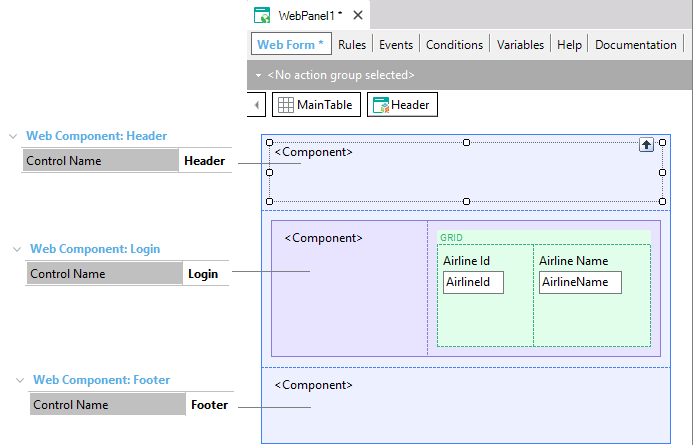 WebPanel1 * X
Web Form * Rules Events Conditions Variables Help Documentation
<No action group selected>
MainTable Header
Web Component: Header
Control Name Header
<Component>
Web Component: Login
Control Name Login
<Component>
GRID
Airline Id Airline Name
AirlineId AirlineName
Web Component: Footer
Control Name Footer
<Component>